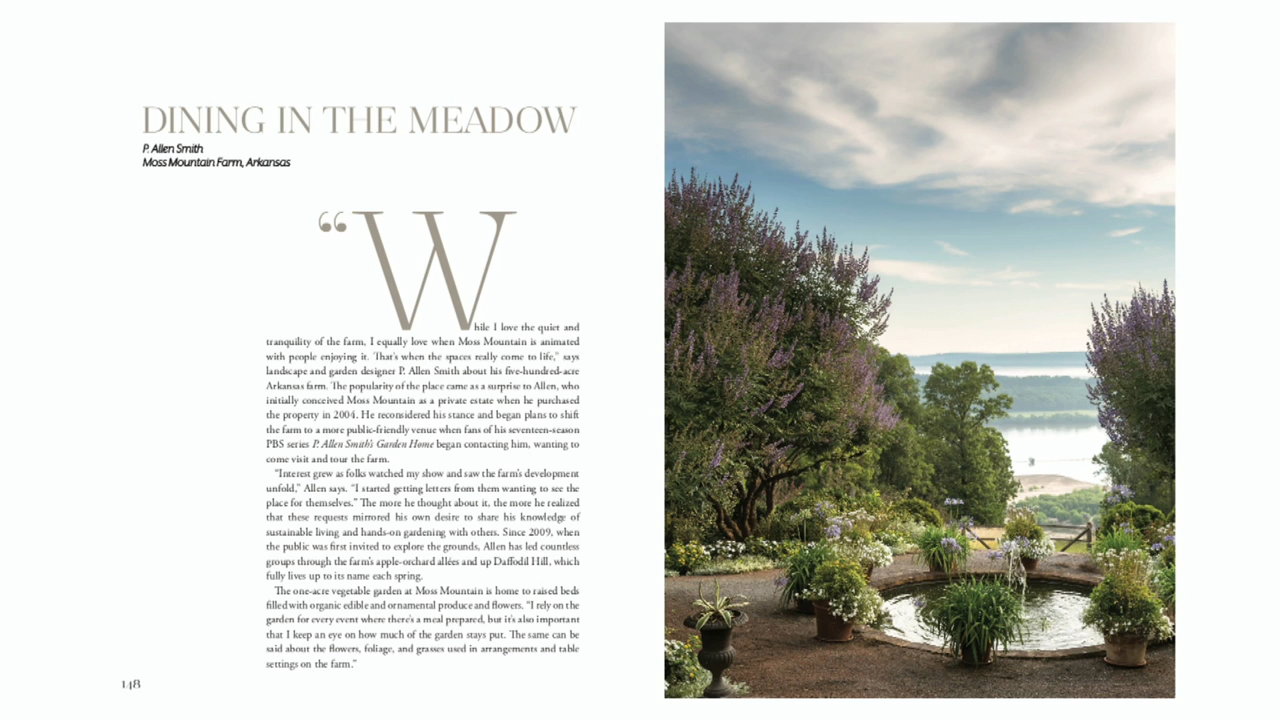 DINING IN THE MEADOW
P. Allen Smith
Moss Mountain Farm, Arkansas
“While I love the quiet and
tranquility of the farm, I equally love when Moss Mountain is animated
with people enjoying it. That’s when the spaces really come to life,” says
landscape and garden designer P. Allen Smith about his five-hundred-acre
Arkansas farm. The popularity of the place came as a surprise to Allen, who
initially conceived Moss Mountain as a private estate when he purchased
the property in 2004. He reconsidered his stance and began plans to shift
the farm to a more public-friendly venue when fans of his seventeen-season
PBS series P. Allen Smith’s Garden Home began contacting him, wanting to
come visit and tour the farm.
“Interest grew as folks watched my show and saw the farm’s development
unfold,” Allen says. “I started getting letters from them wanting to see the
place for themselves.” The more he thought about it, the more he realized
that these requests mirrored his own desire to share his knowledge of
sustainable living and hands-on gardening with others. Since 2009, when
the public was first invited to explore the grounds, Allen has led countless
groups through the farm’s apple-orchard allées and up Daffodil Hill, which
fully lives up to its name each spring.
The one-acre vegetable garden at Moss Mountain is home to raised beds
filled with organic edible and ornamental produce and flowers. “I rely on the
garden for every event where there’s a meal prepared, but it’s also important
that I keep an eye on how much of the garden stays put. The same can be
said about the flowers, foliage, and grasses used in arrangements and table
settings on the farm.”
148